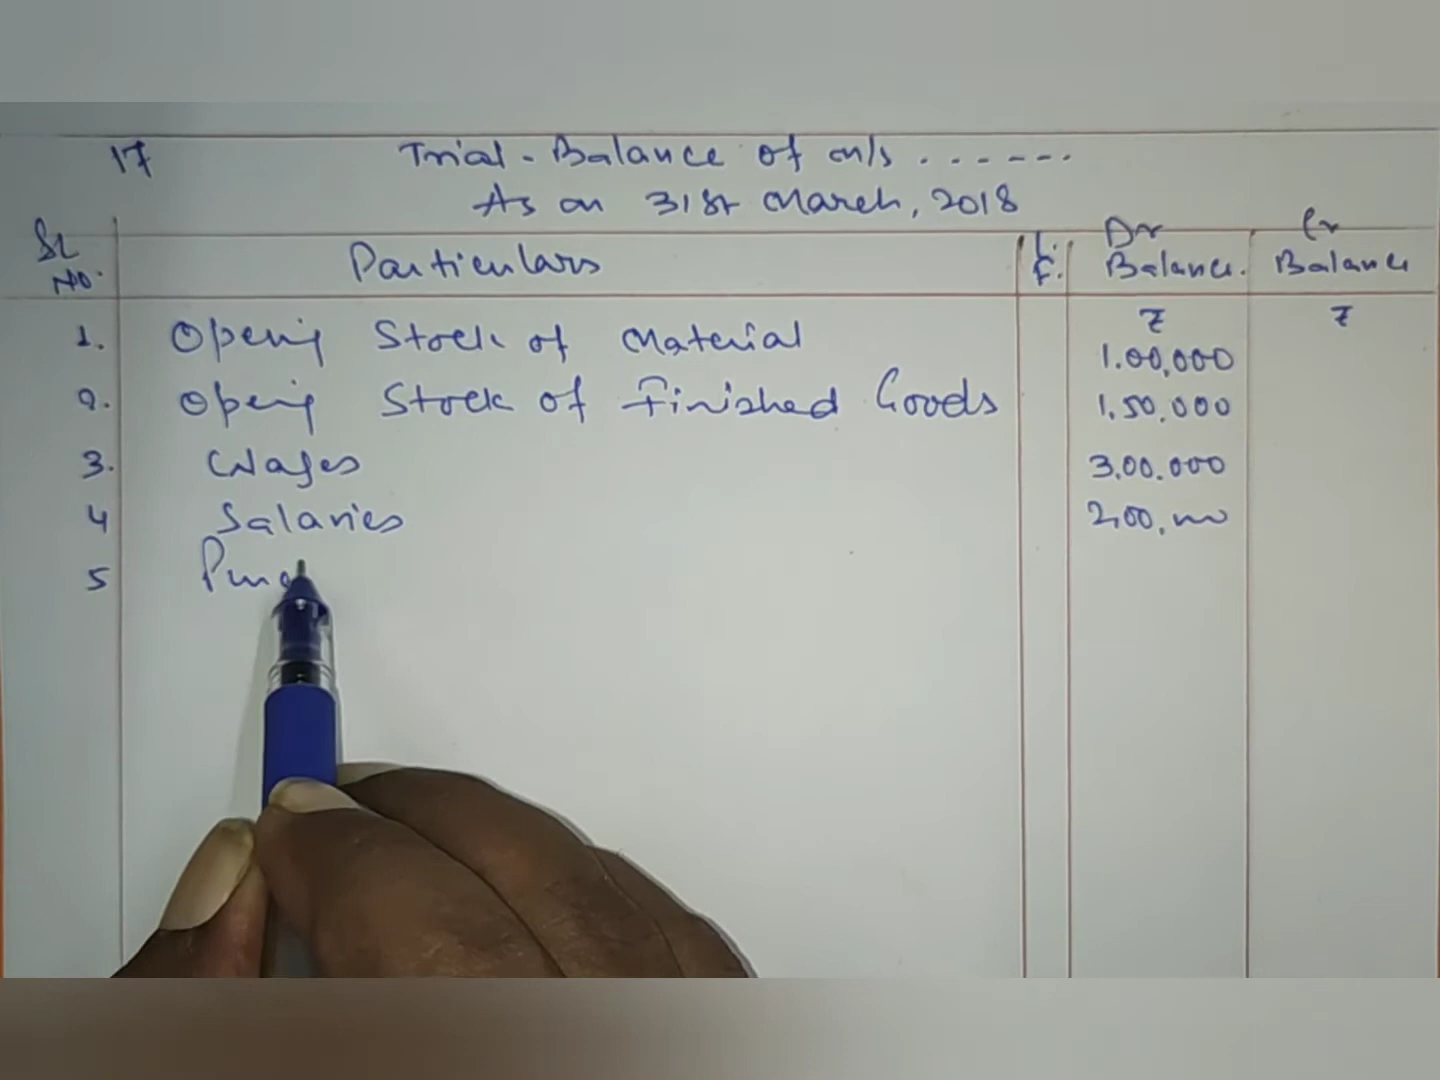 17 Trial-Balance of M/s .......
As on 31st March, 2018
Sl No. Particulars L.F. Dr Balance. Cr Balance
₹ ₹
1. Opening Stock of Material 1.00,000
2. Opening Stock of Finished Goods 1,50.000
3. Wages 3.00.000
4 Salaries 2,00,000
5